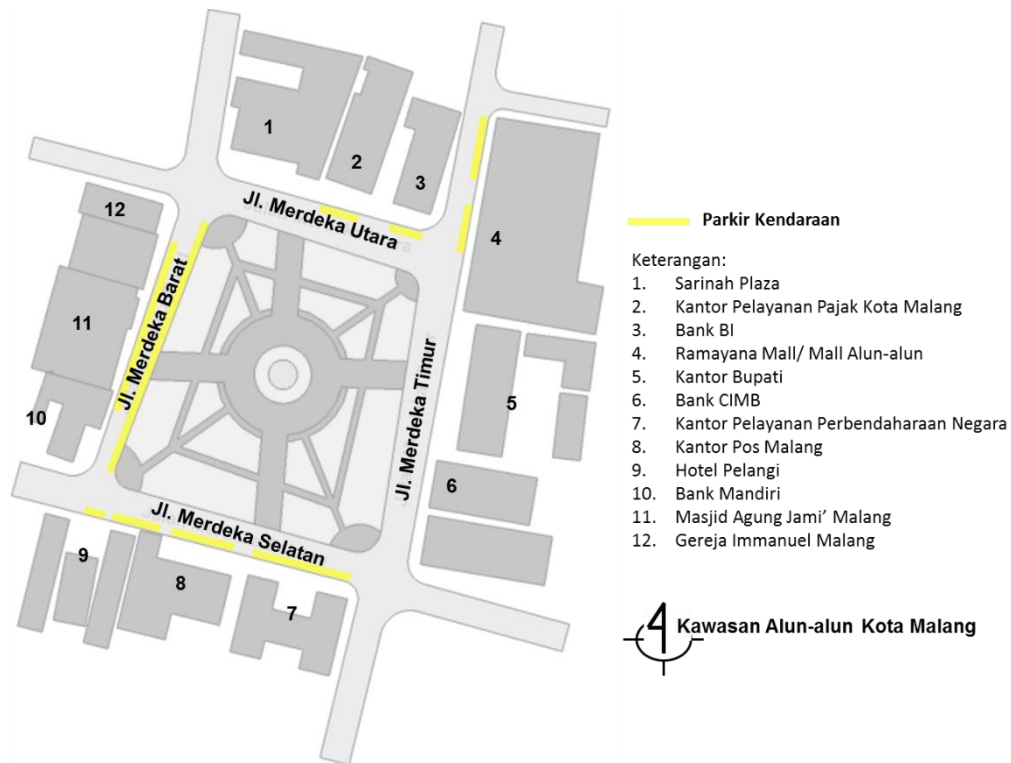 1
2
3
4
5
6
7
8
9
10
11
12
Jl. Merdeka Utara
Jl. Merdeka Barat
Jl. Merdeka Timur
Jl. Merdeka Selatan
Parkir Kendaraan
Keterangan:
1. Sarinah Plaza
2. Kantor Pelayanan Pajak Kota Malang
3. Bank BI
4. Ramayana Mall/ Mall Alun-alun
5. Kantor Bupati
6. Bank CIMB
7. Kantor Pelayanan Perbendaharaan Negara
8. Kantor Pos Malang
9. Hotel Pelangi
10. Bank Mandiri
11. Masjid Agung Jami’ Malang
12. Gereja Immanuel Malang
Kawasan Alun-alun Kota Malang